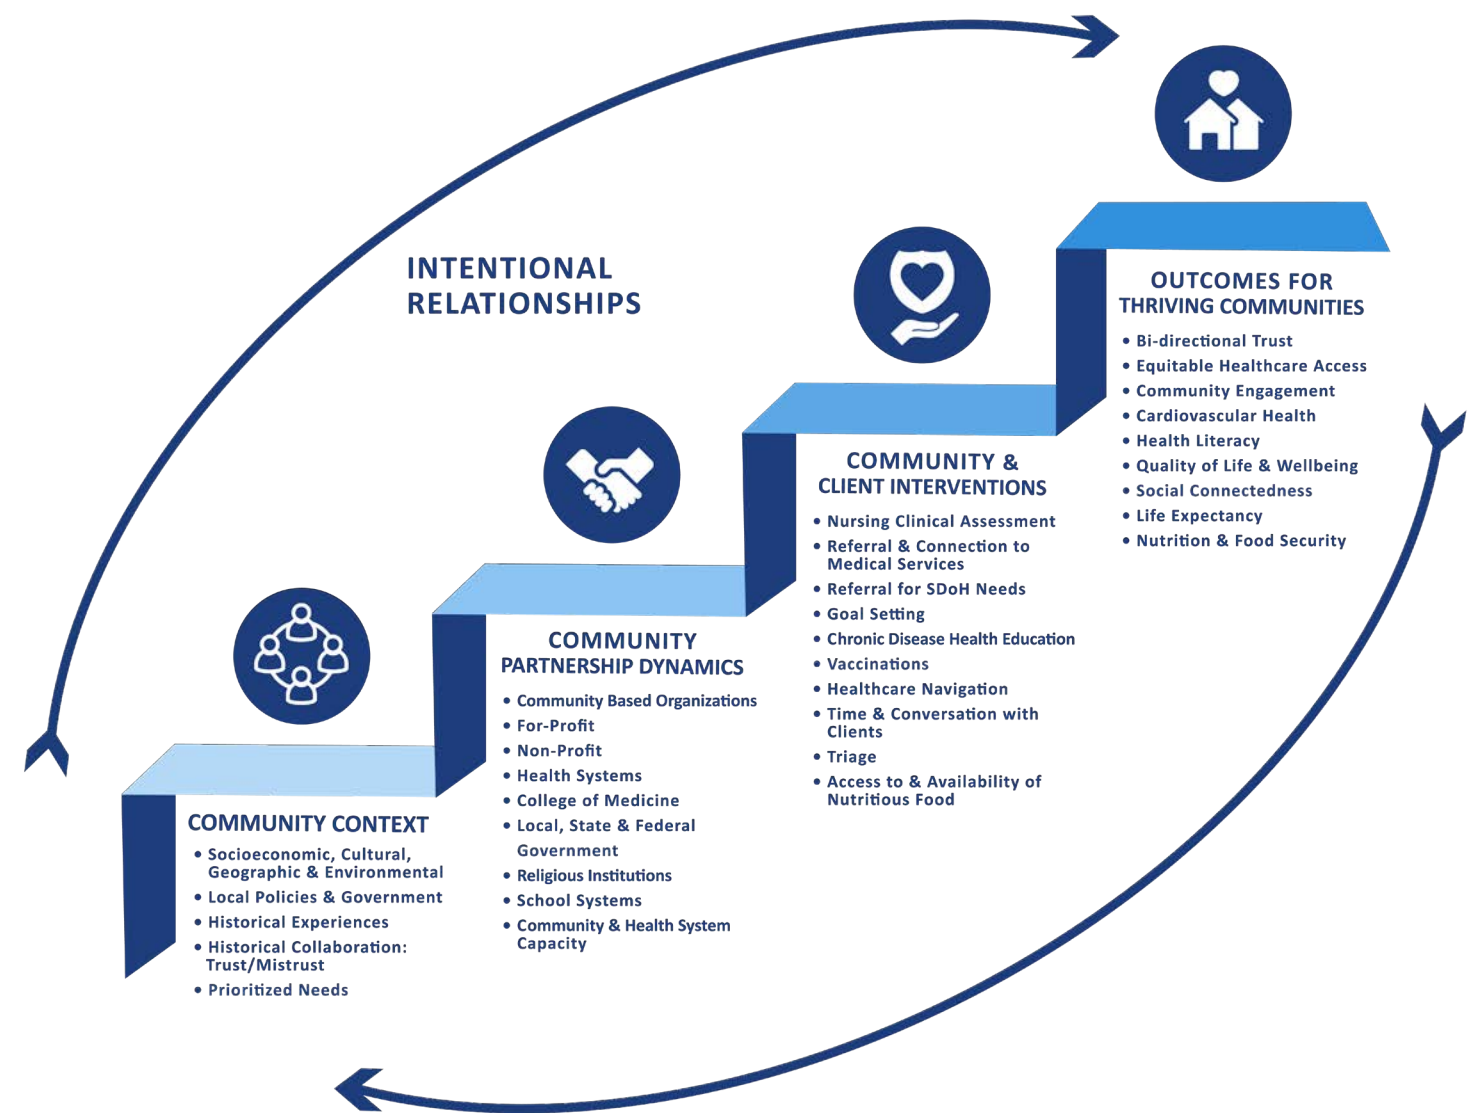 INTENTIONAL
RELATIONSHIPS
COMMUNITY CONTEXT
• Socioeconomic, Cultural,
Geographic & Environmental
• Local Policies & Government
• Historical Experiences
• Historical Collaboration:
Trust/Mistrust
• Prioritized Needs
COMMUNITY
PARTNERSHIP DYNAMICS
• Community Based Organizations
• For-Profit
• Non-Profit
• Health Systems
• College of Medicine
• Local, State & Federal
Government
• Religious Institutions
• School Systems
• Community & Health System
Capacity
COMMUNITY &
CLIENT INTERVENTIONS
• Nursing Clinical Assessment
• Referral & Connection to
Medical Services
• Referral for SDoH Needs
• Goal Setting
• Chronic Disease Health Education
• Vaccinations
• Healthcare Navigation
• Time & Conversation with
Clients
• Triage
• Access to & Availability of
Nutritious Food
OUTCOMES FOR
THRIVING COMMUNITIES
• Bi-directional Trust
• Equitable Healthcare Access
• Community Engagement
• Cardiovascular Health
• Health Literacy
• Quality of Life & Wellbeing
• Social Connectedness
• Life Expectancy
• Nutrition & Food Security